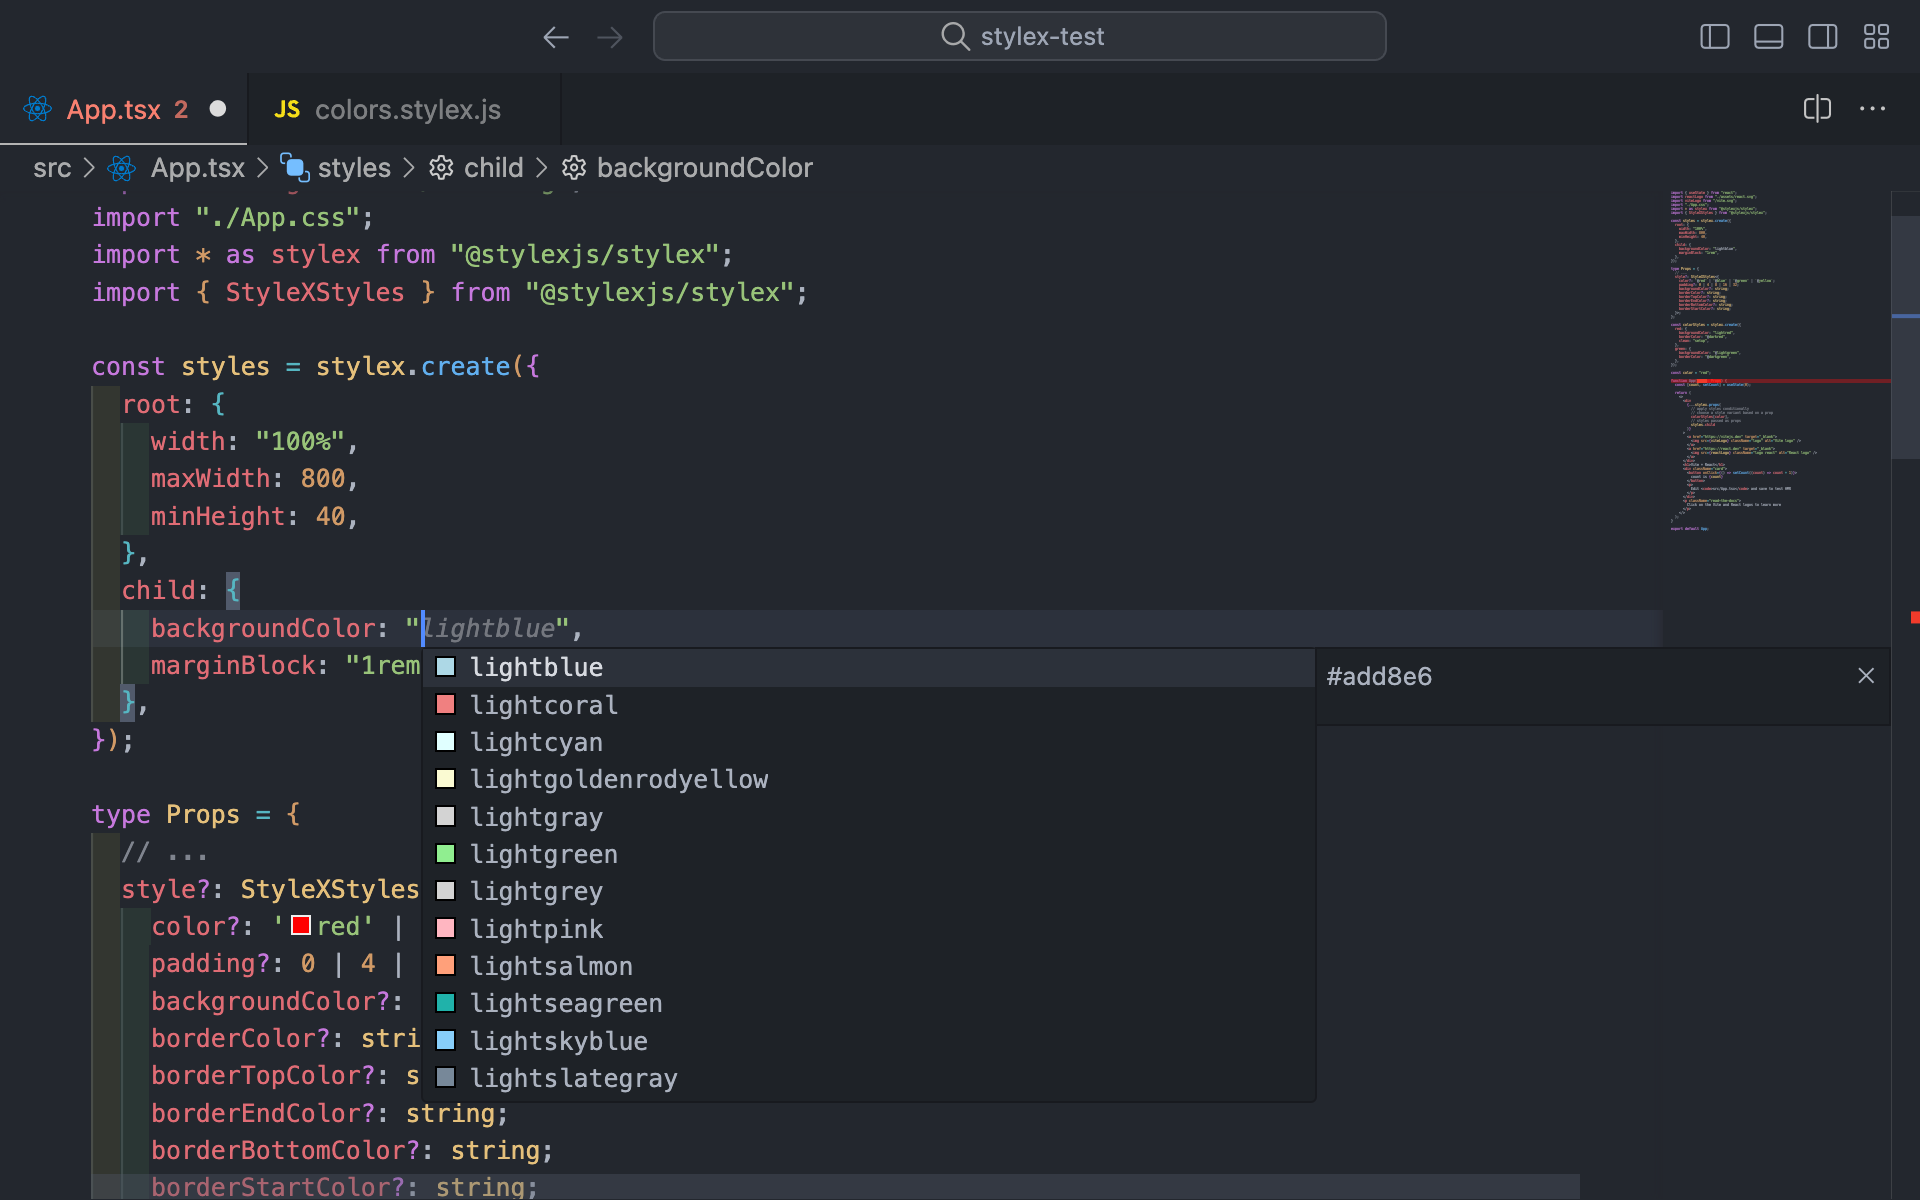 stylex-test
App.tsx 2
JS colors.stylex.js
src > App.tsx > styles > child > backgroundColor
import "./App.css";
import * as stylex from "@stylexjs/stylex";
import { StyleXStyles } from "@stylexjs/stylex";
const styles = stylex.create({
root: {
width: "100%",
maxWidth: 800,
minHeight: 40,
},
child: {
backgroundColor: "lightblue",
marginBlock: "1rem
},
});
type Props = {
// ...
style?: StyleXStyles
color?: 'red' |
padding?: 0 | 4 |
backgroundColor?:
borderColor?: stri
borderTopColor?: s
borderEndColor?: string;
borderBottomColor?: string;
borderStartColor?: string;
lightblue
lightcoral
lightcyan
lightgoldenrodyellow
lightgray
lightgreen
lightgrey
lightpink
lightsalmon
lightseagreen
lightskyblue
lightslategray
#add8e6